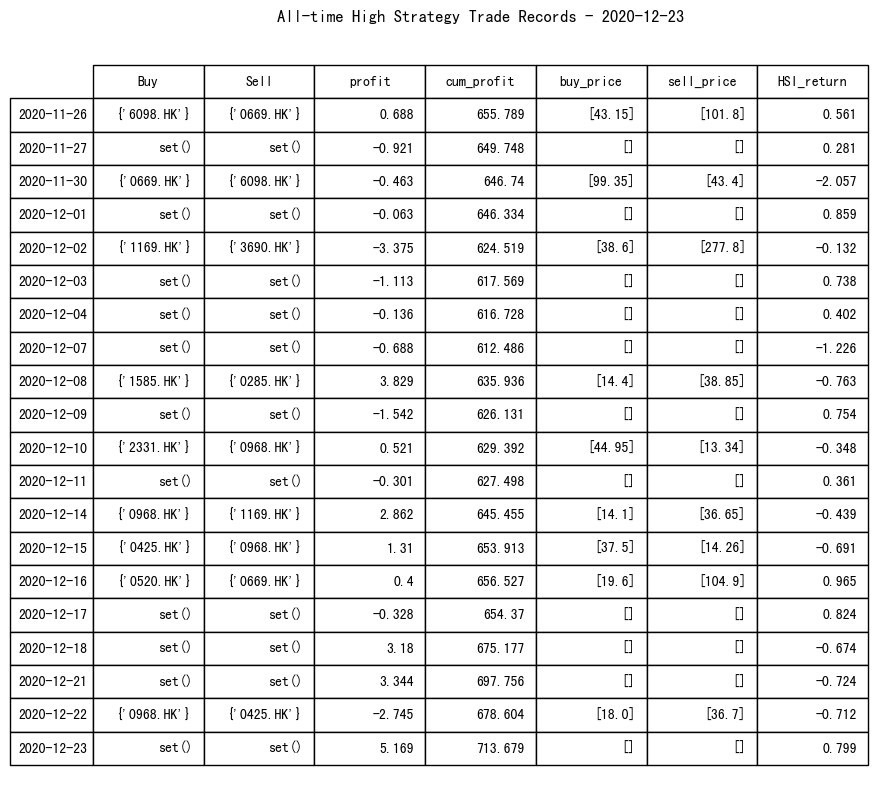 All-time High Strategy Trade Records - 2020-12-23
Buy Sell profit cum_profit buy_price sell_price HSI_return
2020-11-26 {'6098.HK'} {'0669.HK'} 0.688 655.789 [43.15] [101.8] 0.561
2020-11-27 set() set() -0.921 649.748 [] [] 0.281
2020-11-30 {'0669.HK'} {'6098.HK'} -0.463 646.74 [99.35] [43.4] -2.057
2020-12-01 set() set() -0.063 646.334 [] [] 0.859
2020-12-02 {'1169.HK'} {'3690.HK'} -3.375 624.519 [38.6] [277.8] -0.132
2020-12-03 set() set() -1.113 617.569 [] [] 0.738
2020-12-04 set() set() -0.136 616.728 [] [] 0.402
2020-12-07 set() set() -0.688 612.486 [] [] -1.226
2020-12-08 {'1585.HK'} {'0285.HK'} 3.829 635.936 [14.4] [38.85] -0.763
2020-12-09 set() set() -1.542 626.131 [] [] 0.754
2020-12-10 {'2331.HK'} {'0968.HK'} 0.521 629.392 [44.95] [13.34] -0.348
2020-12-11 set() set() -0.301 627.498 [] [] 0.361
2020-12-14 {'0968.HK'} {'1169.HK'} 2.862 645.455 [14.1] [36.65] -0.439
2020-12-15 {'0425.HK'} {'0968.HK'} 1.31 653.913 [37.5] [14.26] -0.691
2020-12-16 {'0520.HK'} {'0669.HK'} 0.4 656.527 [19.6] [104.9] 0.965
2020-12-17 set() set() -0.328 654.37 [] [] 0.824
2020-12-18 set() set() 3.18 675.177 [] [] -0.674
2020-12-21 set() set() 3.344 697.756 [] [] -0.724
2020-12-22 {'0968.HK'} {'0425.HK'} -2.745 678.604 [18.0] [36.7] -0.712
2020-12-23 set() set() 5.169 713.679 [] [] 0.799